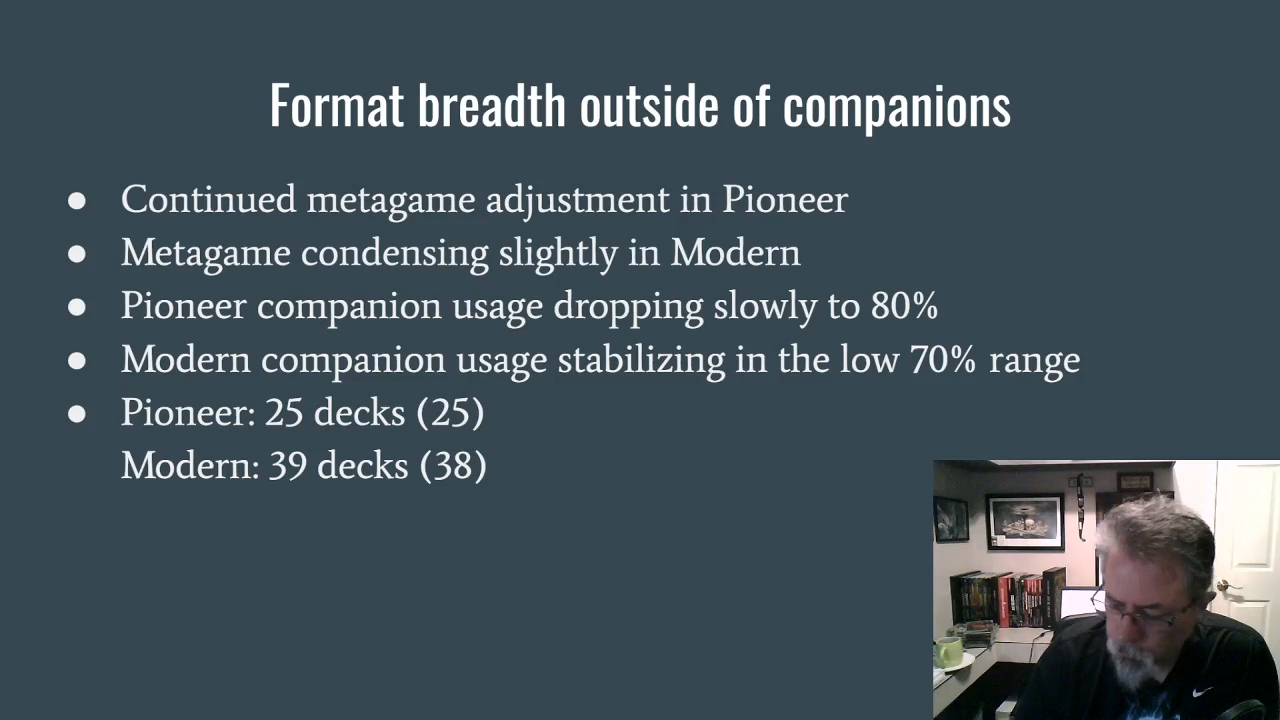 Format breadth outside of companions
● Continued metagame adjustment in Pioneer
● Metagame condensing slightly in Modern
● Pioneer companion usage dropping slowly to 80%
● Modern companion usage stabilizing in the low 70% range
● Pioneer: 25 decks (25)
Modern: 39 decks (38)